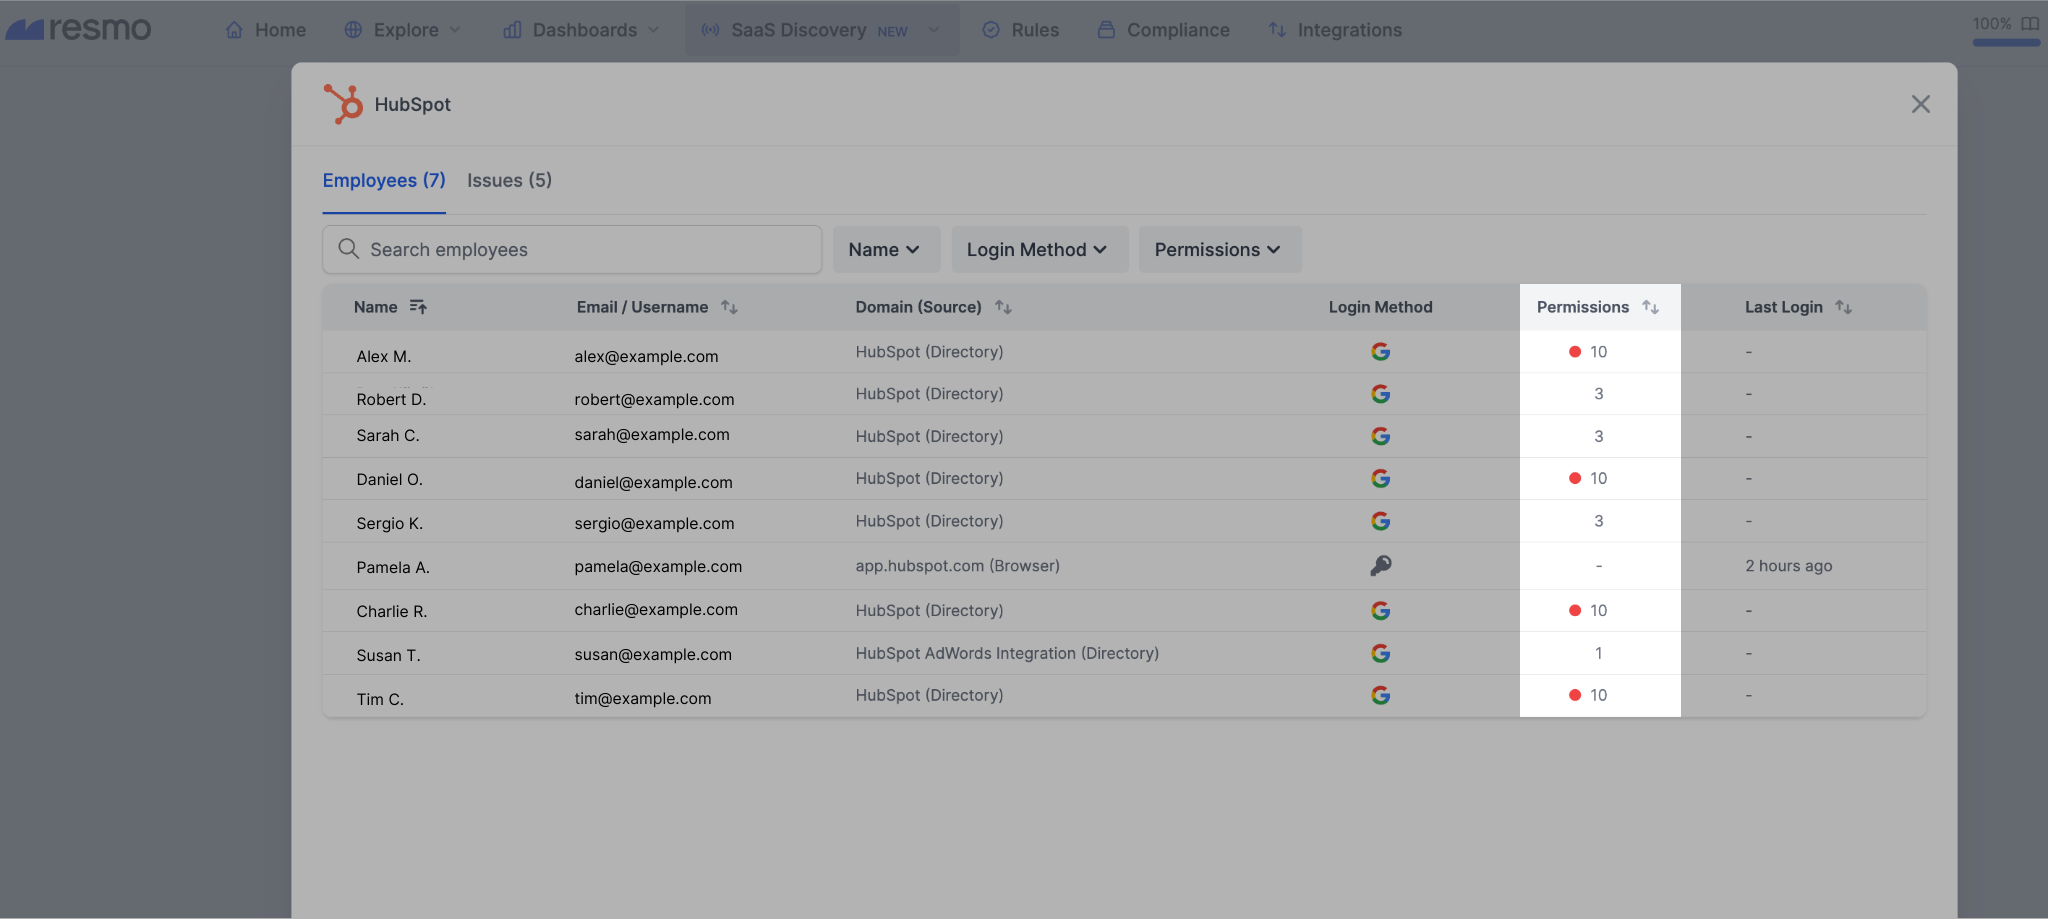 resmo Home Explore Dashboards SaaS Discovery NEW Rules Compliance Integrations 100%
HubSpot
Employees (7) Issues (5)
Search employees Name Login Method Permissions
Name Email / Username Domain (Source) Login Method Permissions Last Login
Alex M. alex@example.com HubSpot (Directory) 10 -
Robert D. robert@example.com HubSpot (Directory) 3 -
Sarah C. sarah@example.com HubSpot (Directory) 3 -
Daniel O. daniel@example.com HubSpot (Directory) 10 -
Sergio K. sergio@example.com HubSpot (Directory) 3 -
Pamela A. pamela@example.com app.hubspot.com (Browser) - 2 hours ago
Charlie R. charlie@example.com HubSpot (Directory) 10 -
Susan T. susan@example.com HubSpot AdWords Integration (Directory) 1 -
Tim C. tim@example.com HubSpot (Directory) 10 -